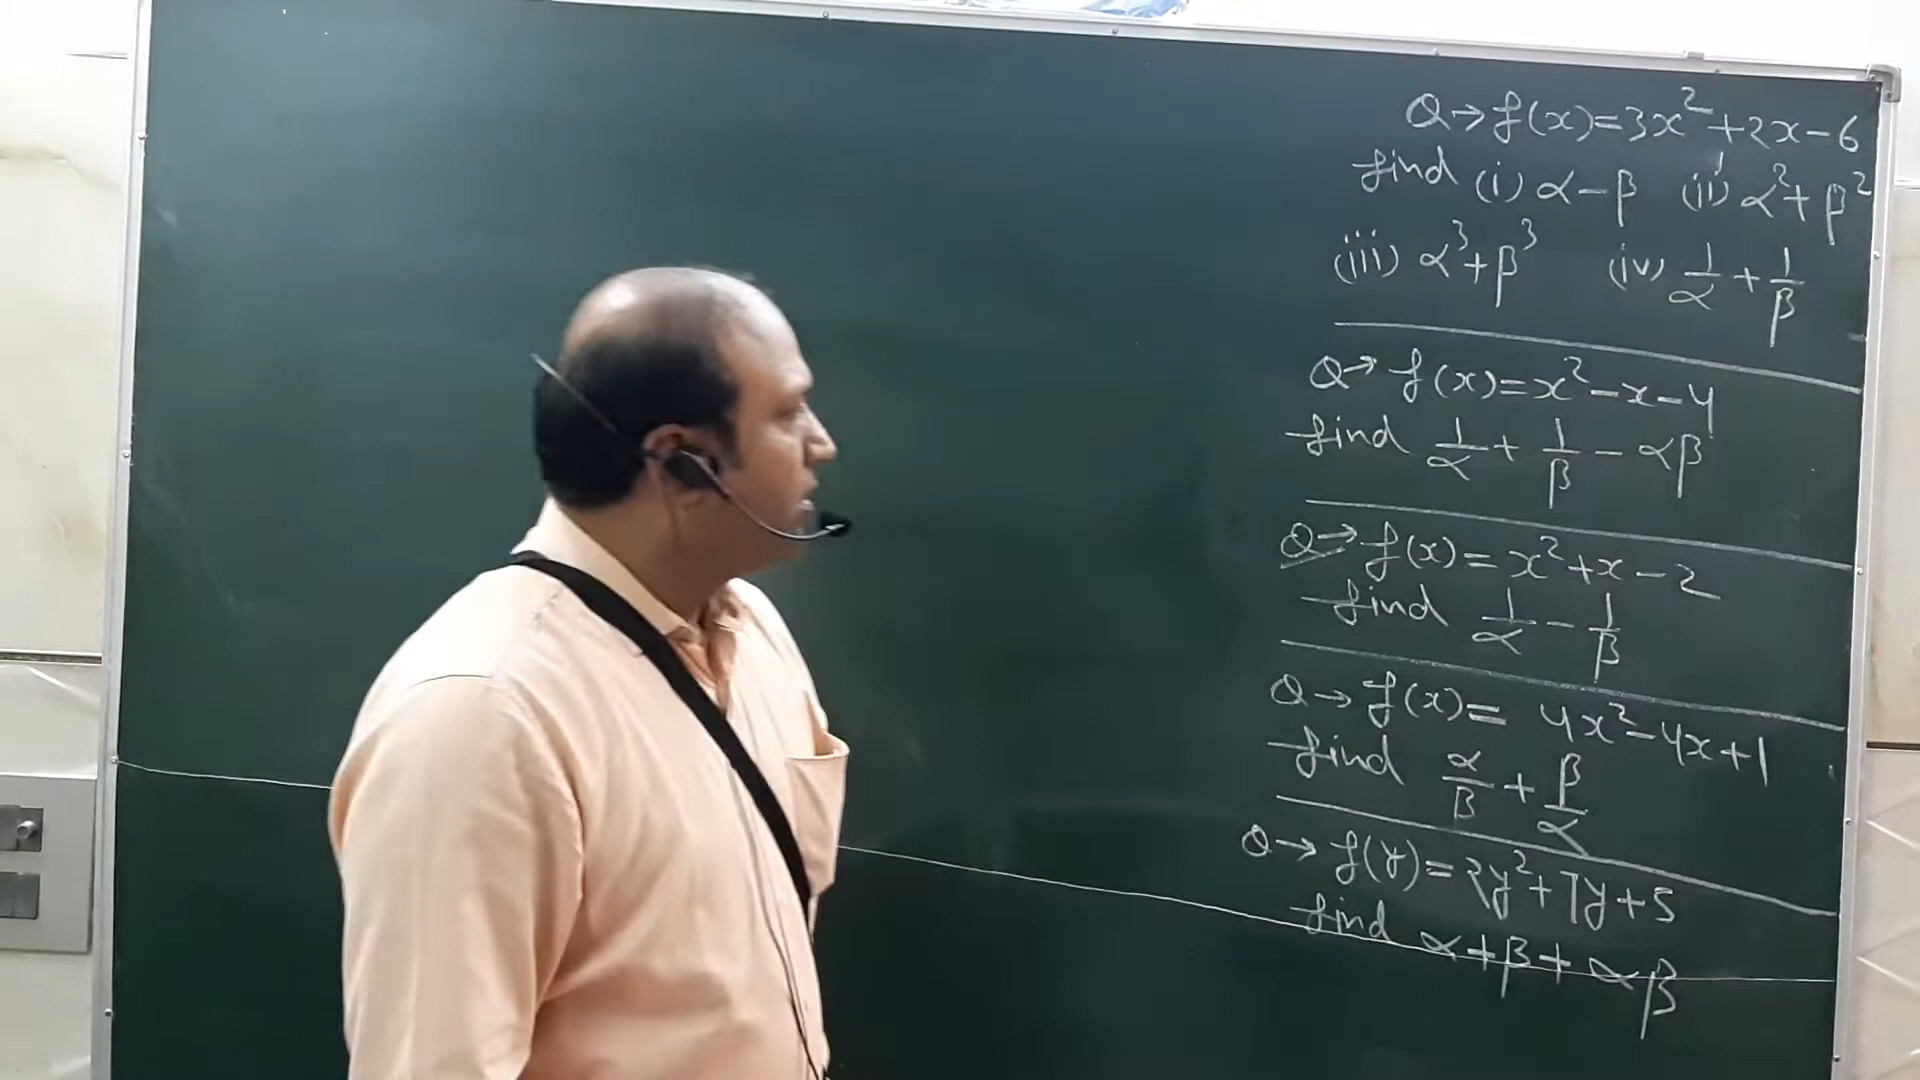 Q→ f(x)=3x²+2x-6
find (i) α-β (ii) α²+β²
(iii) α³+β³ (iv) 1/α + 1/β
Q→ f(x)=x²-x-4
find 1/α + 1/β - αβ
Q→ f(x)= x²+x-2
find 1/α - 1/β
Q→ f(x)= 4x²-4x+1
find α/β + β/α
Q→ f(y)=2y²+7y+5
find α+β+αβ